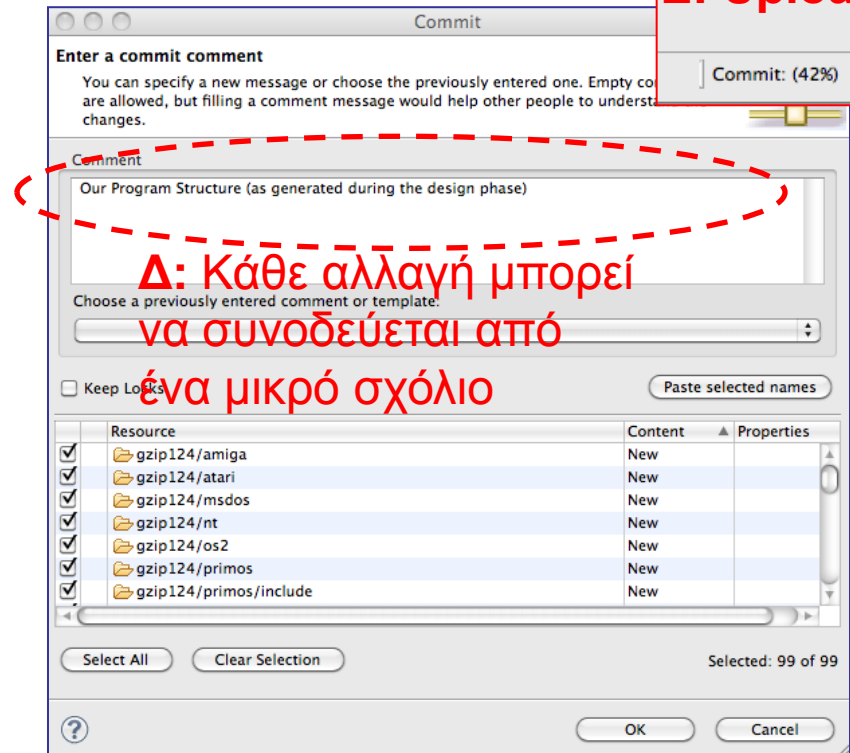 Commit
Commit: (42%)
Enter a commit comment
You can specify a new message or choose the previously entered one. Empty
are allowed, but filling a comment message would help other people to
changes.
Comment
Our Program Structure (as generated during the design phase)
Δ: Κάθε αλλαγή μπορεί
Choose a previously entered comment or template:
να συνοδεύεται από
ένα μικρό σχόλιο
Keep Locks
Paste selected names
Resource Content Properties
gzip124/amiga New
gzip124/atari New
gzip124/msdos New
gzip124/nt New
gzip124/os2 New
gzip124/primos New
gzip124/primos/include New
Select All Clear Selection Selected: 99 of 99
? OK Cancel